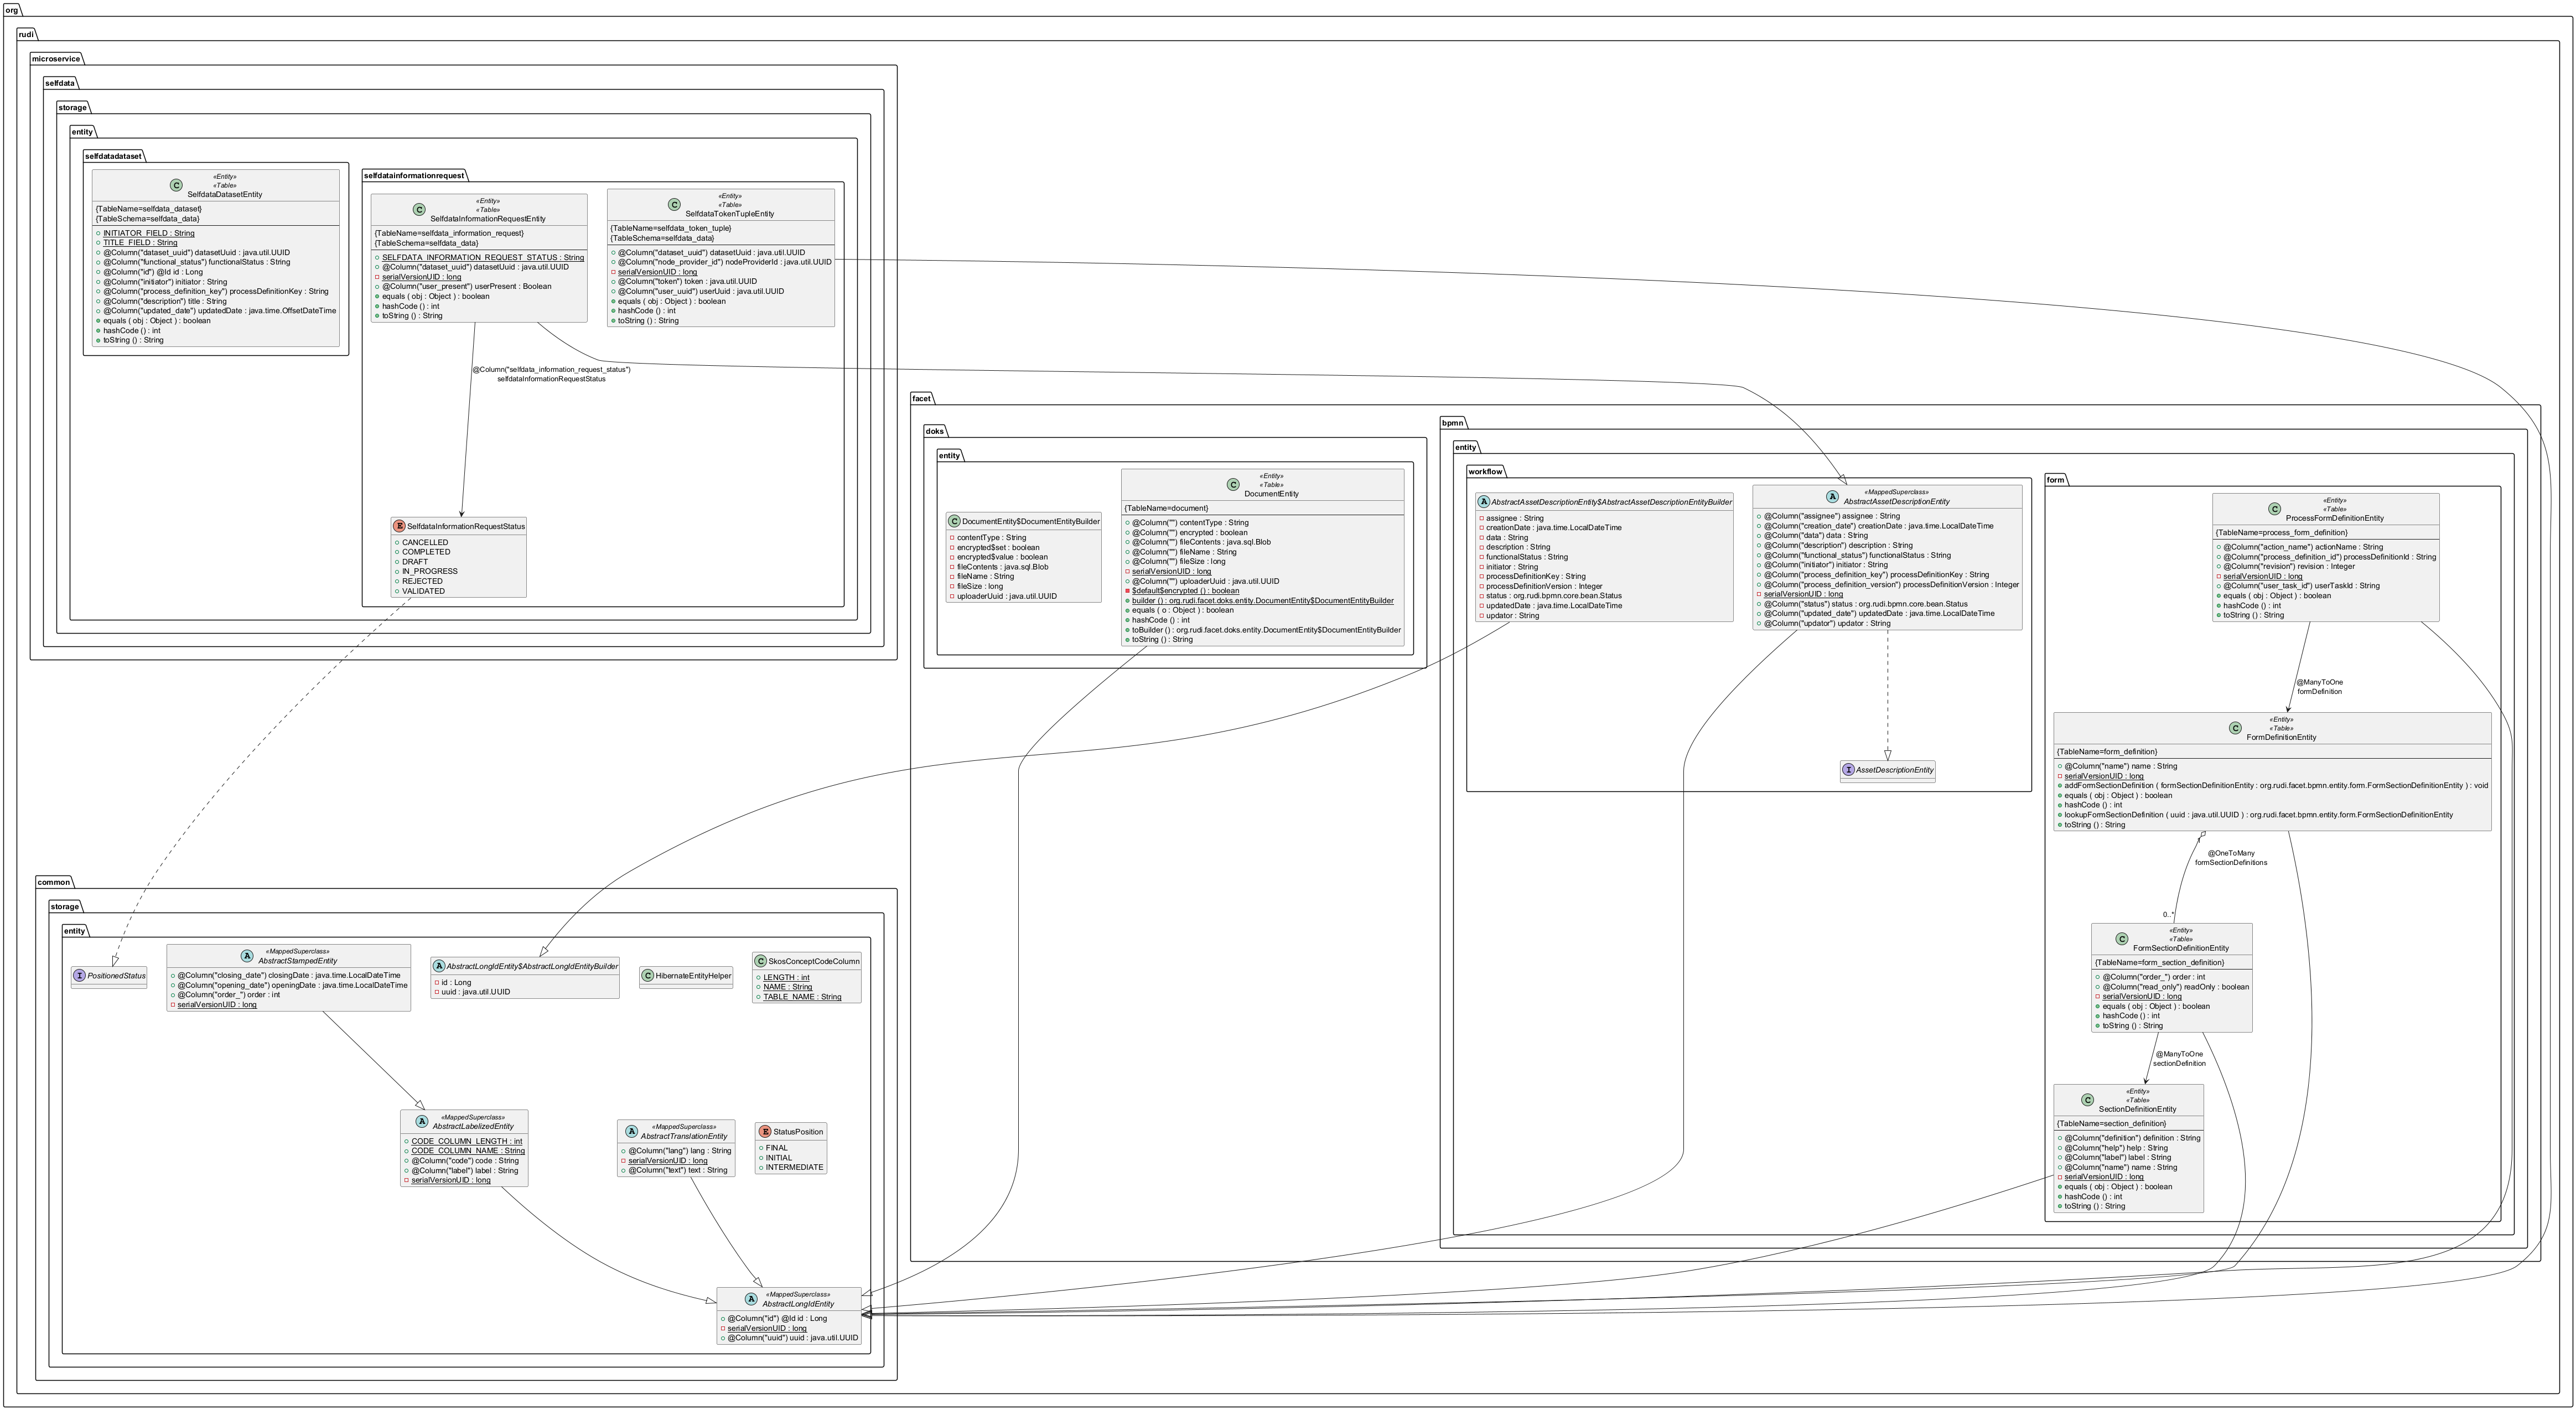 org
rudi
microservice
selfdata
storage
entity
selfdatadataset
«Entity»
«Table»
SelfdataDatasetEntity
{TableName=selfdata_dataset}
{TableSchema=selfdata_data}
INITIATOR_FIELD : String
TITLE_FIELD : String
@Column("dataset_uuid") datasetUuid : java.util.UUID
@Column("functional_status") functionalStatus : String
@Column("id") @Id id : Long
@Column("initiator") initiator : String
@Column("process_definition_key") processDefinitionKey : String
@Column("description") title : String
@Column("updated_date") updatedDate : java.time.OffsetDateTime
equals ( obj : Object ) : boolean
hashCode () : int
toString () : String
selfdatainformationrequest
«Entity»
«Table»
SelfdataInformationRequestEntity
{TableName=selfdata_information_request}
{TableSchema=selfdata_data}
SELFDATA_INFORMATION_REQUEST_STATUS : String
@Column("dataset_uuid") datasetUuid : java.util.UUID
serialVersionUID : long
@Column("user_present") userPresent : Boolean
equals ( obj : Object ) : boolean
hashCode () : int
toString () : String
«Entity»
«Table»
SelfdataTokenTupleEntity
{TableName=selfdata_token_tuple}
{TableSchema=selfdata_data}
@Column("dataset_uuid") datasetUuid : java.util.UUID
@Column("node_provider_id") nodeProviderId : java.util.UUID
serialVersionUID : long
@Column("token") token : java.util.UUID
@Column("user_uuid") userUuid : java.util.UUID
equals ( obj : Object ) : boolean
hashCode () : int
toString () : String
@Column("selfdata_information_request_status")
selfdataInformationRequestStatus
E SelfdataInformationRequestStatus
CANCELLED
COMPLETED
DRAFT
IN_PROGRESS
REJECTED
VALIDATED
facet
doks
entity
C DocumentEntity$DocumentEntityBuilder
contentType : String
encrypted$set : boolean
encrypted$value : boolean
fileContents : java.sql.Blob
fileName : String
fileSize : long
uploaderUuid : java.util.UUID
«Entity»
«Table»
DocumentEntity
{TableName=document}
@Column("") contentType : String
@Column("") encrypted : boolean
@Column("") fileContents : java.sql.Blob
@Column("") fileName : String
@Column("") fileSize : long
serialVersionUID : long
@Column("") uploaderUuid : java.util.UUID
$default$encrypted () : boolean
builder () : org.rudi.facet.doks.entity.DocumentEntity$DocumentEntityBuilder
equals ( o : Object ) : boolean
hashCode () : int
toBuilder () : org.rudi.facet.doks.entity.DocumentEntity$DocumentEntityBuilder
toString () : String
bpmn
entity
workflow
A AbstractAssetDescriptionEntity$AbstractAssetDescriptionEntityBuilder
assignee : String
creationDate : java.time.LocalDateTime
data : String
description : String
functionalStatus : String
initiator : String
processDefinitionKey : String
processDefinitionVersion : Integer
status : org.rudi.bpmn.core.bean.Status
updatedDate : java.time.LocalDateTime
updator : String
«MappedSuperclass»
AbstractAssetDescriptionEntity
@Column("assignee") assignee : String
@Column("creation_date") creationDate : java.time.LocalDateTime
@Column("data") data : String
@Column("description") description : String
@Column("functional_status") functionalStatus : String
@Column("initiator") initiator : String
@Column("process_definition_key") processDefinitionKey : String
@Column("process_definition_version") processDefinitionVersion : Integer
serialVersionUID : long
@Column("status") status : org.rudi.bpmn.core.bean.Status
@Column("updated_date") updatedDate : java.time.LocalDateTime
@Column("updator") updator : String
I AssetDescriptionEntity
form
«Entity»
«Table»
ProcessFormDefinitionEntity
{TableName=process_form_definition}
@Column("action_name") actionName : String
@Column("process_definition_id") processDefinitionId : String
@Column("revision") revision : Integer
serialVersionUID : long
@Column("user_task_id") userTaskId : String
equals ( obj : Object ) : boolean
hashCode () : int
toString () : String
@ManyToOne
formDefinition
«Entity»
«Table»
FormDefinitionEntity
{TableName=form_definition}
@Column("name") name : String
serialVersionUID : long
addFormSectionDefinition ( formSectionDefinitionEntity : org.rudi.facet.bpmn.entity.form.FormSectionDefinitionEntity ) : void
equals ( obj : Object ) : boolean
hashCode () : int
lookupFormSectionDefinition ( uuid : java.util.UUID ) : org.rudi.facet.bpmn.entity.form.FormSectionDefinitionEntity
toString () : String
1
@OneToMany
formSectionDefinitions
0..*
«Entity»
«Table»
FormSectionDefinitionEntity
{TableName=form_section_definition}
@Column("order_") order : int
@Column("read_only") readOnly : boolean
serialVersionUID : long
equals ( obj : Object ) : boolean
hashCode () : int
toString () : String
@ManyToOne
sectionDefinition
«Entity»
«Table»
SectionDefinitionEntity
{TableName=section_definition}
@Column("definition") definition : String
@Column("help") help : String
@Column("label") label : String
@Column("name") name : String
serialVersionUID : long
equals ( obj : Object ) : boolean
hashCode () : int
toString () : String
common
storage
entity
I PositionedStatus
«MappedSuperclass»
AbstractStampedEntity
@Column("closing_date") closingDate : java.time.LocalDateTime
@Column("opening_date") openingDate : java.time.LocalDateTime
@Column("order_") order : int
serialVersionUID : long
A AbstractLongIdEntity$AbstractLongIdEntityBuilder
id : Long
uuid : java.util.UUID
C HibernateEntityHelper
C SkosConceptCodeColumn
LENGTH : int
NAME : String
TABLE_NAME : String
«MappedSuperclass»
AbstractLabelizedEntity
CODE_COLUMN_LENGTH : int
CODE_COLUMN_NAME : String
@Column("code") code : String
@Column("label") label : String
serialVersionUID : long
«MappedSuperclass»
AbstractTranslationEntity
@Column("lang") lang : String
serialVersionUID : long
@Column("text") text : String
E StatusPosition
FINAL
INITIAL
INTERMEDIATE
«MappedSuperclass»
AbstractLongIdEntity
@Column("id") @Id id : Long
serialVersionUID : long
@Column("uuid") uuid : java.util.UUID